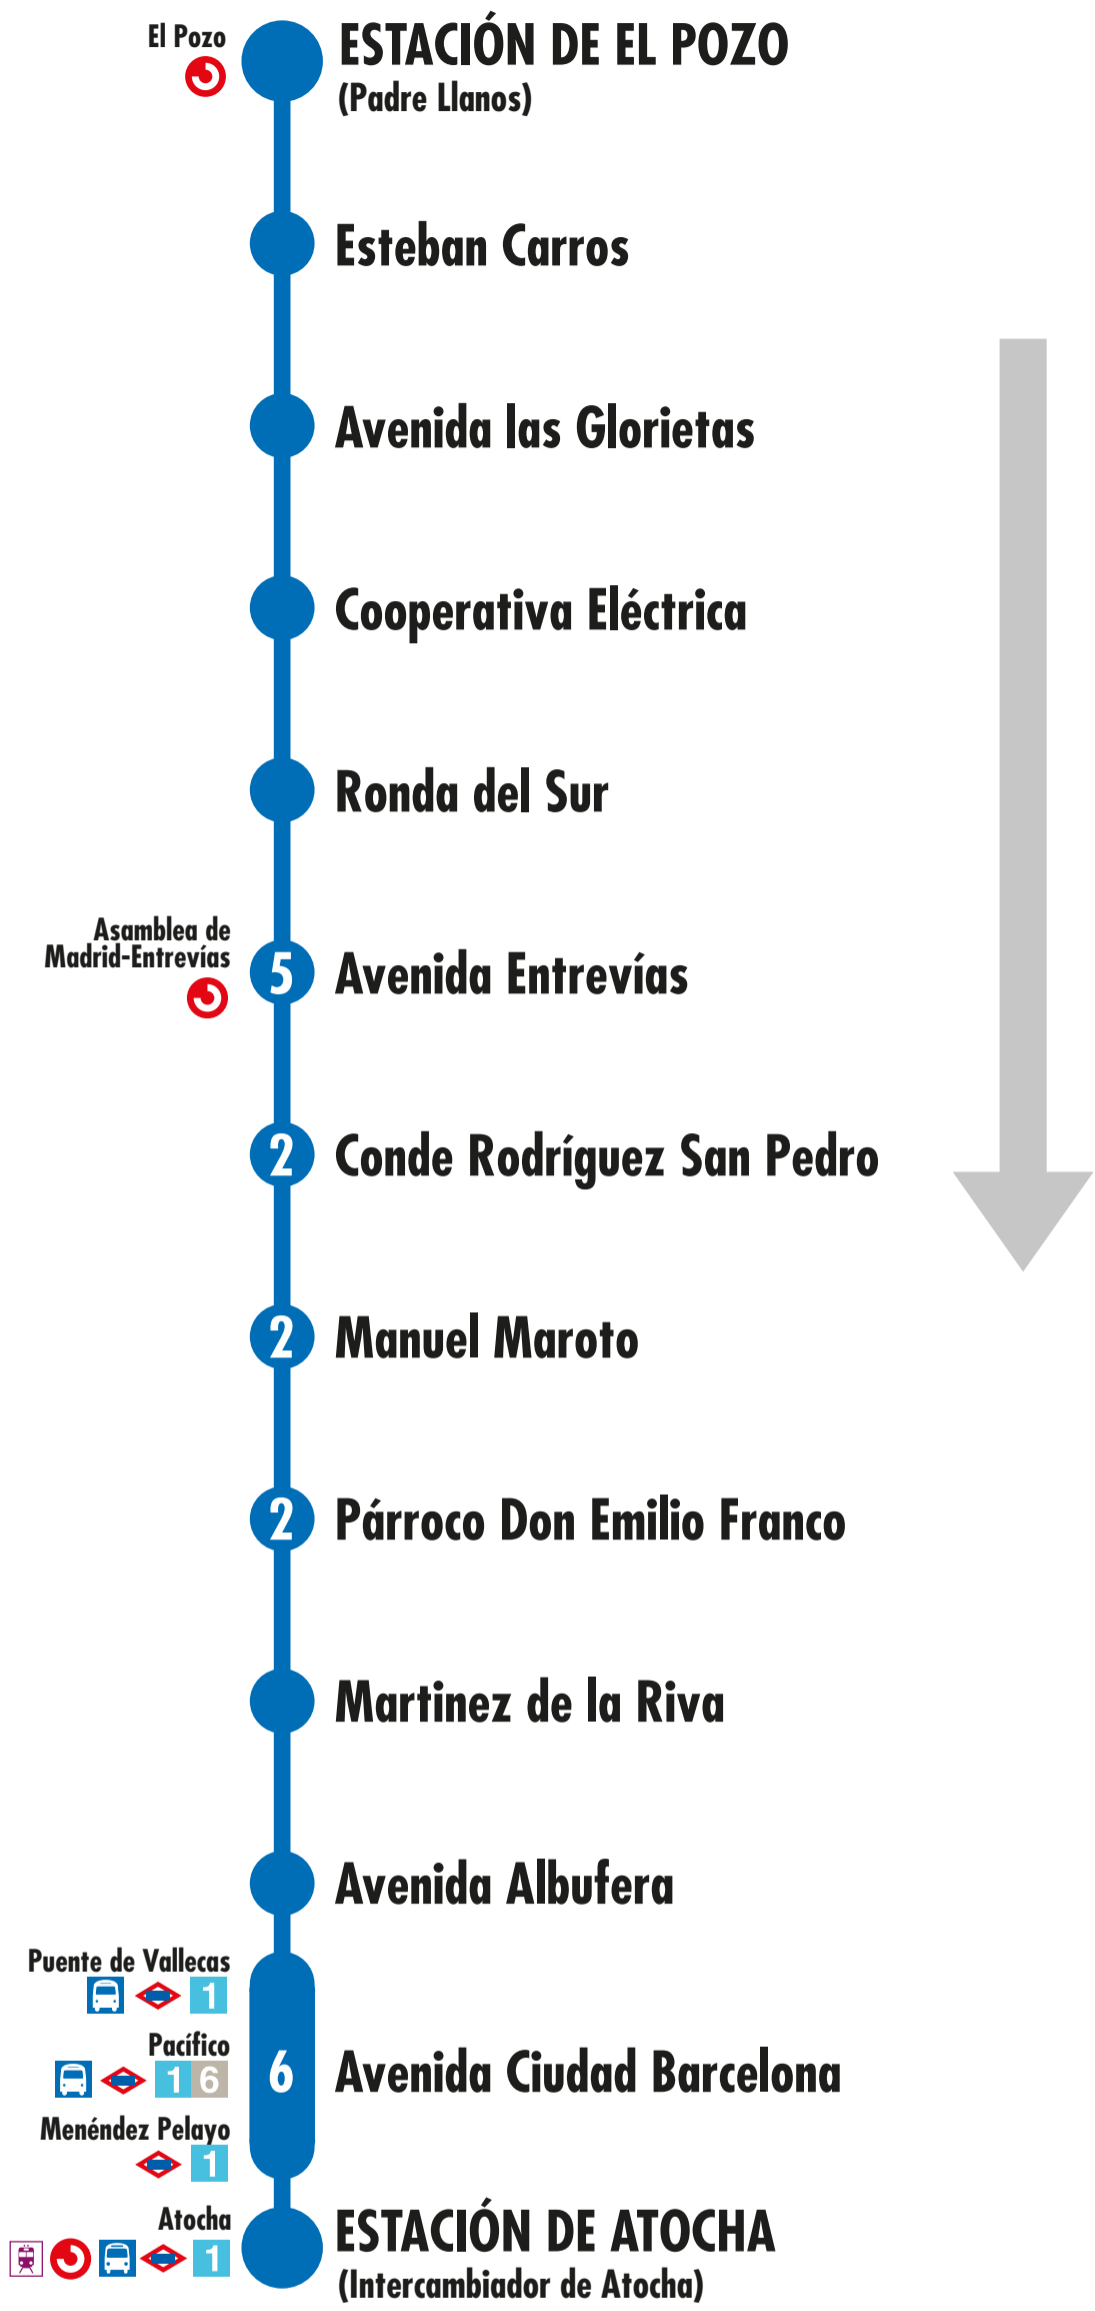 El Pozo
ESTACIÓN DE EL POZO
(Padre Llanos)
Esteban Carros
Avenida las Glorietas
Cooperativa Eléctrica
Ronda del Sur
Asamblea de
Madrid-Entrevías
5 Avenida Entrevías
2 Conde Rodríguez San Pedro
2 Manuel Maroto
2 Párroco Don Emilio Franco
Martinez de la Riva
Avenida Albufera
Puente de Vallecas
1
Pacífico
1 6
6 Avenida Ciudad Barcelona
Menéndez Pelayo
1
Atocha
1
ESTACIÓN DE ATOCHA
(Intercambiador de Atocha)